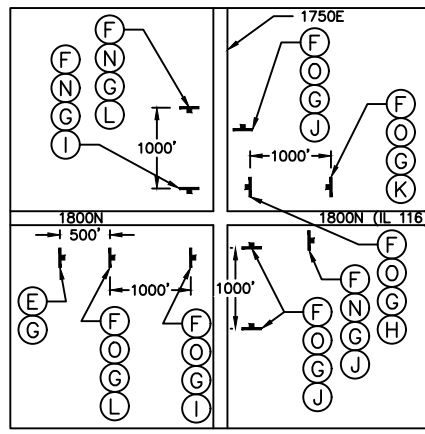 F
N
G
L
F
N
G
I
1000'
1750E
F
O
G
J
1000'
F
O
G
K
1800N
1800N (IL 116
500'
1000'
E
G
F
O
G
L
F
O
G
I
1000'
F
O
G
J
F
N
G
J
F
O
G
H